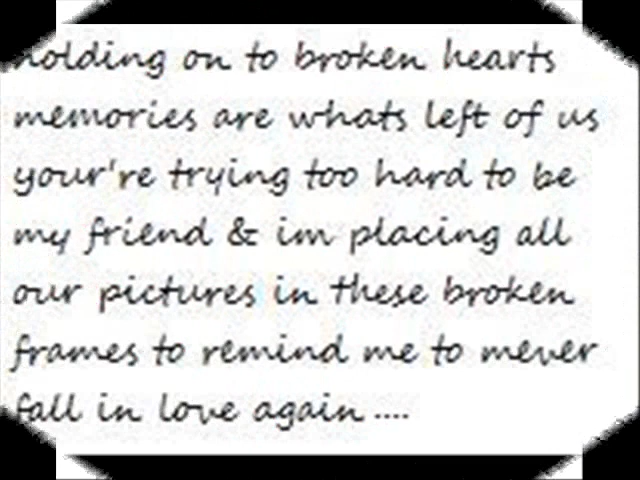 holding on to broken hearts
memories are whats left of us
your're trying too hard to be
my friend & im placing all
our pictures in these broken
frames to remind me to mever
fall in love again ....